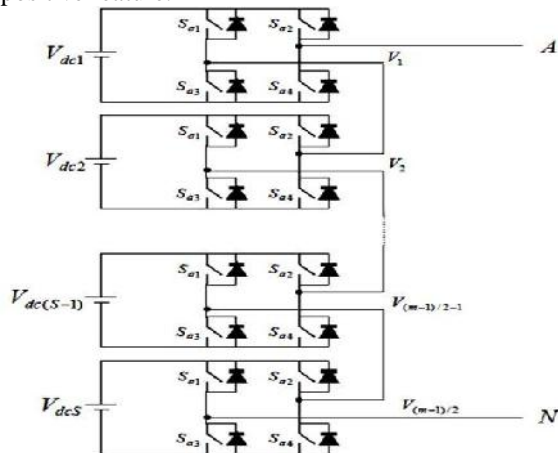 positive feature.
Sa1 Sa2
Vdc1 V1 A
Sa3 Sa4
Sa1 Sa2
Vdc2 V2
Sa3 Sa4
Sa1 Sa2
Vdc(S-1) V(m-1)/2-1
Sa3 Sa4
Sa1 Sa2
VdcS V(m-1)/2 N
Sa3 Sa4